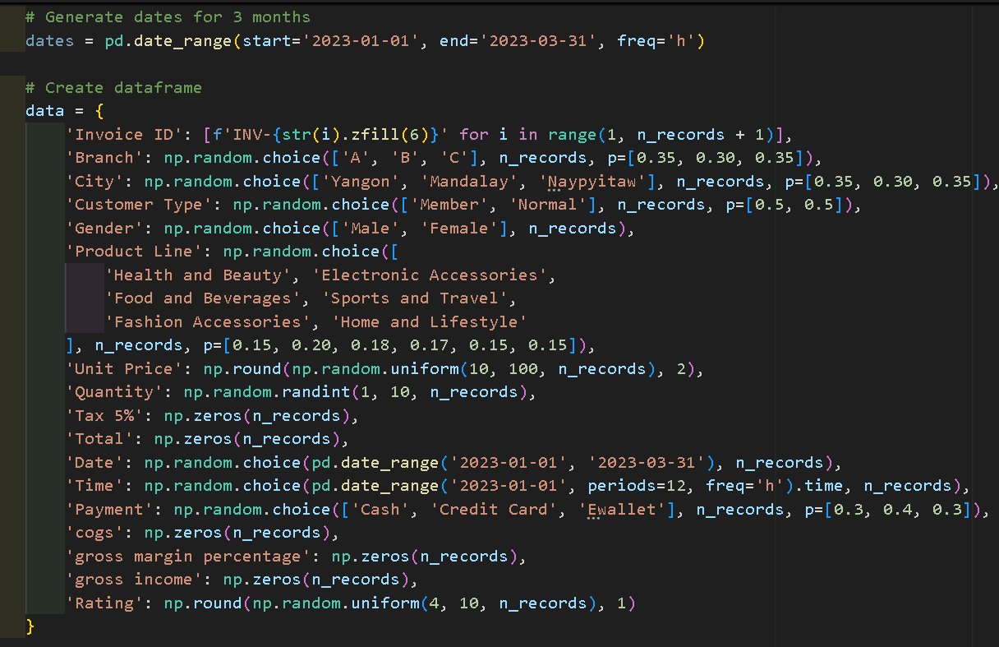 # Generate dates for 3 months
dates = pd.date_range(start='2023-01-01', end='2023-03-31', freq='h')
# Create dataframe
data = {
'Invoice ID': [f'INV-{str(i).zfill(6)}' for i in range(1, n_records + 1)],
'Branch': np.random.choice(['A', 'B', 'C'], n_records, p=[0.35, 0.30, 0.35]),
'City': np.random.choice(['Yangon', 'Mandalay', 'Naypyitaw'], n_records, p=[0.35, 0.30, 0.35]),
'Customer Type': np.random.choice(['Member', 'Normal'], n_records, p=[0.5, 0.5]),
'Gender': np.random.choice(['Male', 'Female'], n_records),
'Product Line': np.random.choice([
'Health and Beauty', 'Electronic Accessories',
'Food and Beverages', 'Sports and Travel',
'Fashion Accessories', 'Home and Lifestyle'
], n_records, p=[0.15, 0.20, 0.18, 0.17, 0.15, 0.15]),
'Unit Price': np.round(np.random.uniform(10, 100, n_records), 2),
'Quantity': np.random.randint(1, 10, n_records),
'Tax 5%': np.zeros(n_records),
'Total': np.zeros(n_records),
'Date': np.random.choice(pd.date_range('2023-01-01', '2023-03-31'), n_records),
'Time': np.random.choice(pd.date_range('2023-01-01', periods=12, freq='h').time, n_records),
'Payment': np.random.choice(['Cash', 'Credit Card', 'Ewallet'], n_records, p=[0.3, 0.4, 0.3]),
'cogs': np.zeros(n_records),
'gross margin percentage': np.zeros(n_records),
'gross income': np.zeros(n_records),
'Rating': np.round(np.random.uniform(4, 10, n_records), 1)
}